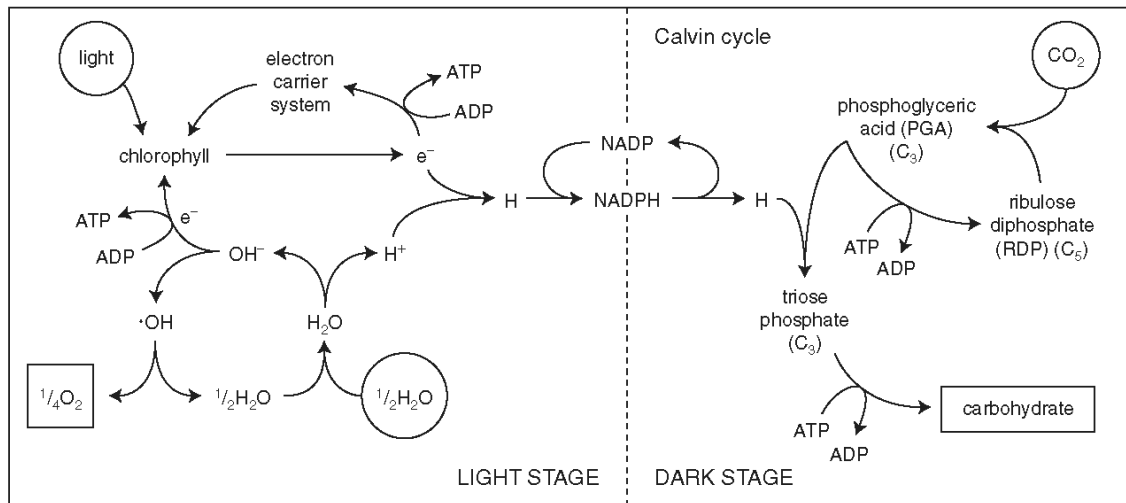 light
electron
carrier
system
ATP
ADP
chlorophyll
e⁻
ATP
e⁻
ADP
OH⁻
H⁺
·OH
H₂O
¹/₄O₂
¹/₂H₂O
¹/₂H₂O
H
NADP
NADPH
H
LIGHT STAGE
Calvin cycle
CO₂
phosphoglyceric
acid (PGA)
(C₃)
ribulose
diphosphate
(RDP) (C₅)
ATP
ADP
triose
phosphate
(C₃)
ATP
ADP
carbohydrate
DARK STAGE